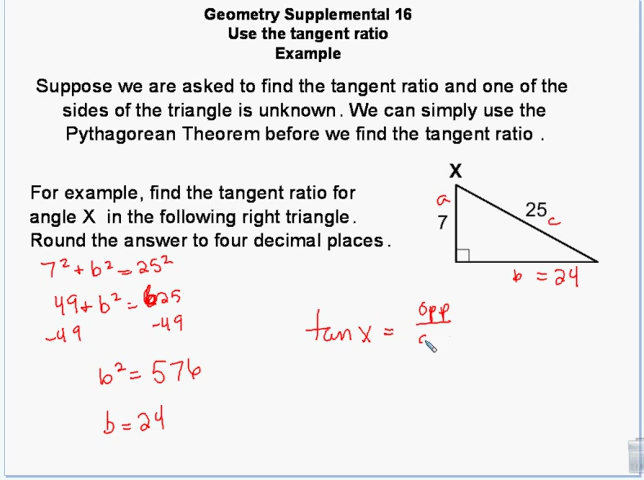 Geometry Supplemental 16
Use the tangent ratio
Example
Suppose we are asked to find the tangent ratio and one of the
sides of the triangle is unknown. We can simply use the
Pythagorean Theorem before we find the tangent ratio .
For example, find the tangent ratio for
angle X in the following right triangle.
Round the answer to four decimal places.
X
a
7
25
c
b = 24
7² + b² = 25²
49 + b² = 625
-49 -49
b² = 576
b = 24
tan X = opp